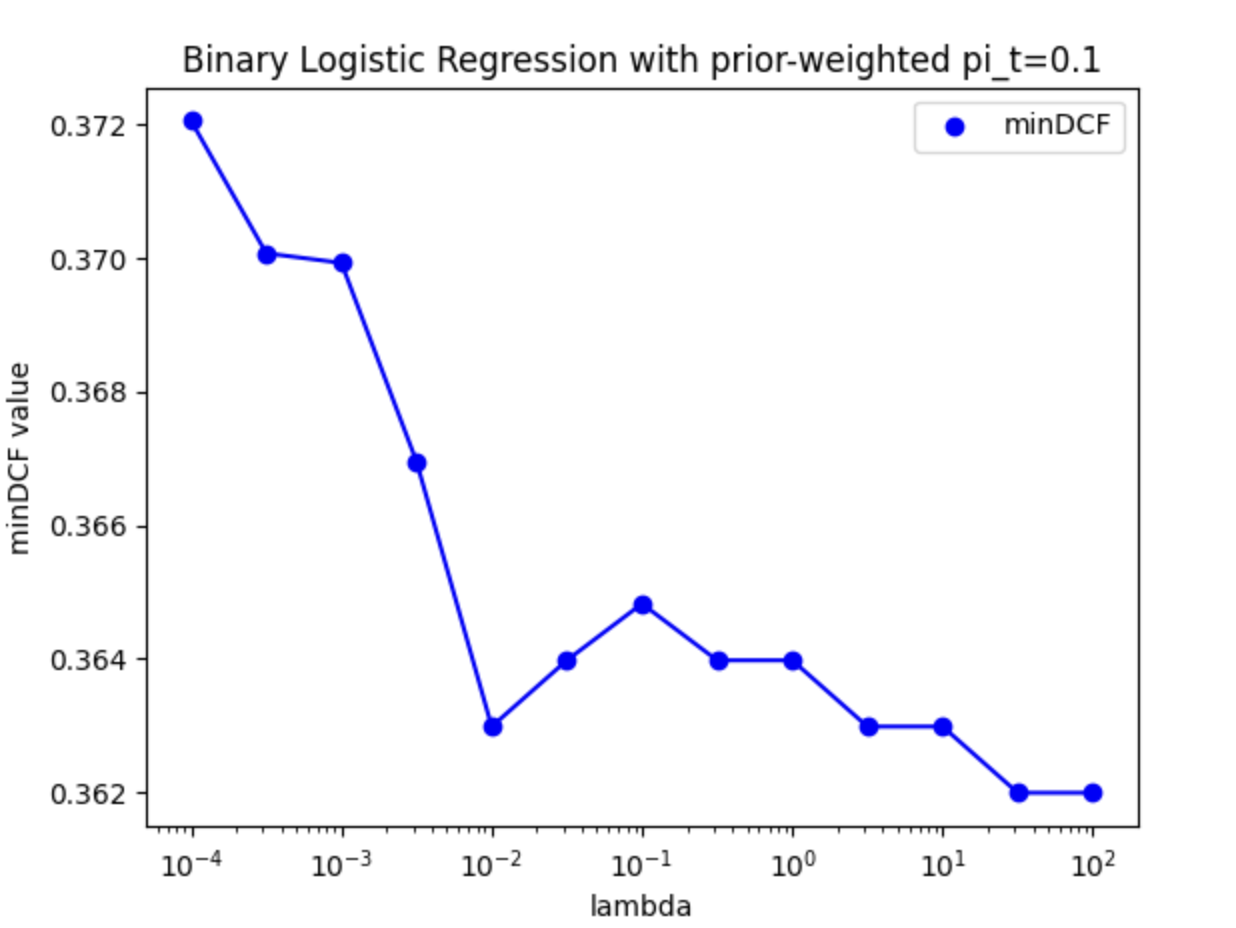 Binary Logistic Regression with prior-weighted pi_t=0.1
minDCF
minDCF value
0.372
0.370
0.368
0.366
0.364
0.362
10⁻⁴ 10⁻³ 10⁻² 10⁻¹ 10⁰ 10¹ 10²
lambda